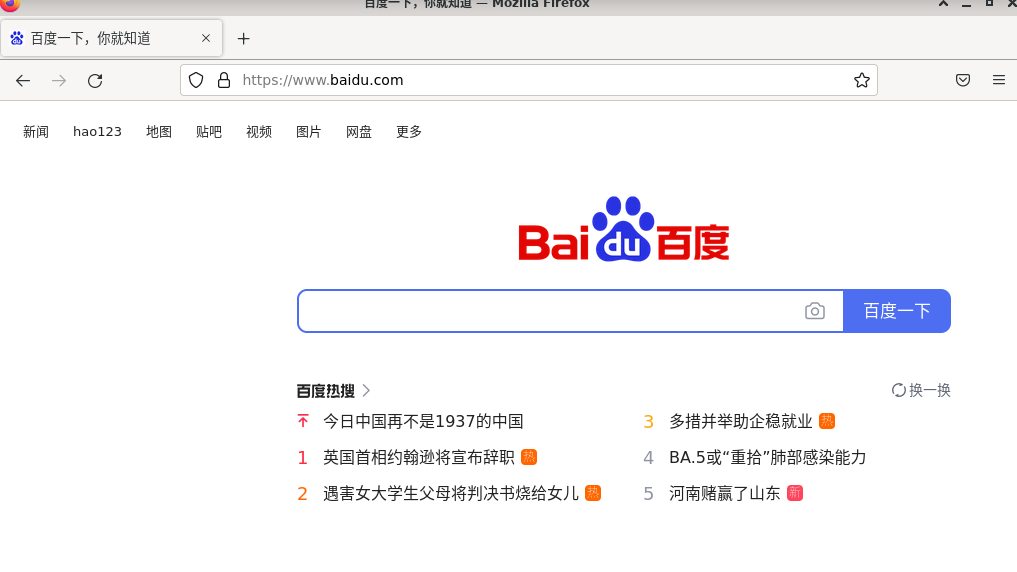 百度一下，你就知道 — Mozilla Firefox
百度一下，你就知道
https://www.baidu.com
新闻 hao123 地图 贴吧 视频 图片 网盘 更多
Bai du 百度
百度一下
百度热搜 换一换
今日中国再不是1937的中国
1 英国首相约翰逊将宣布辞职 热
2 遇害女大学生父母将判决书烧给女儿 热
3 多措并举助企稳就业 热
4 BA.5或“重拾”肺部感染能力
5 河南赌赢了山东 新